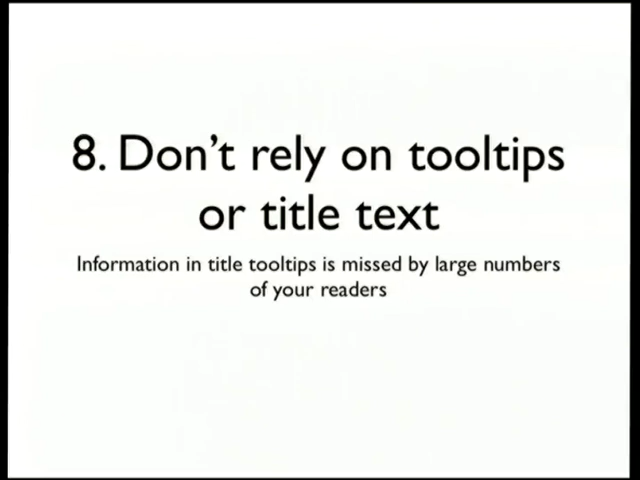 8. Don’t rely on tooltips
or title text
Information in title tooltips is missed by large numbers
of your readers